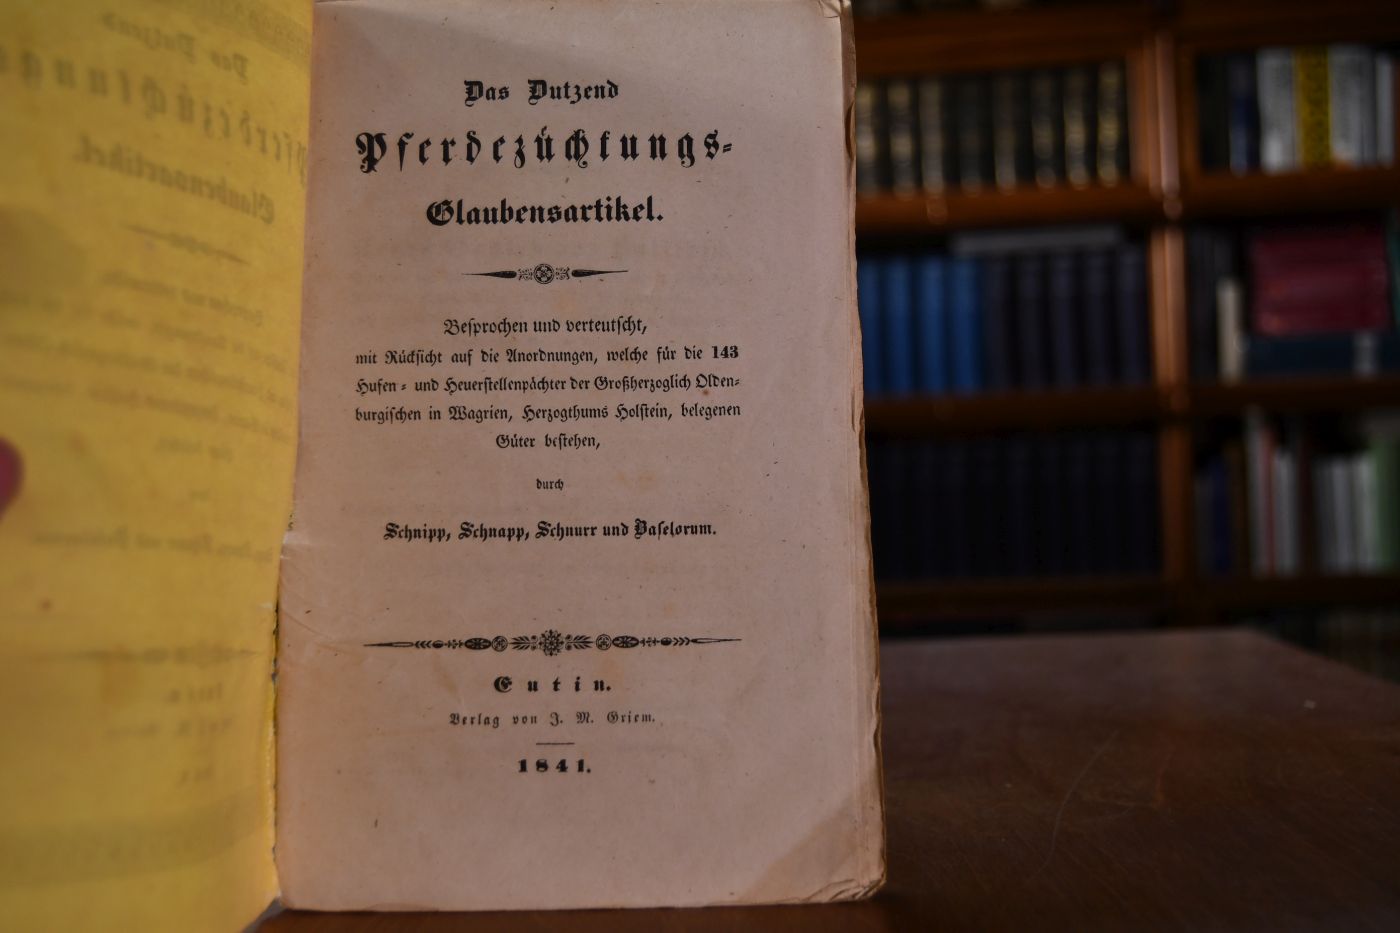 Das Dutzend
Pferdezüchtungs-
Glaubensartikel.
Besprochen und verteutscht,
mit Rücksicht auf die Anordnungen, welche für die 143
Hufen- und Heuerstellenpächter der Großherzoglich Olden-
burgischen in Wagrien, Herzogthums Holstein, belegenen
Güter bestehen,
durch
Schnipp, Schnapp, Schnurr und Baselorum.
Eutin.
Verlag von J. M. Griem.
1841.